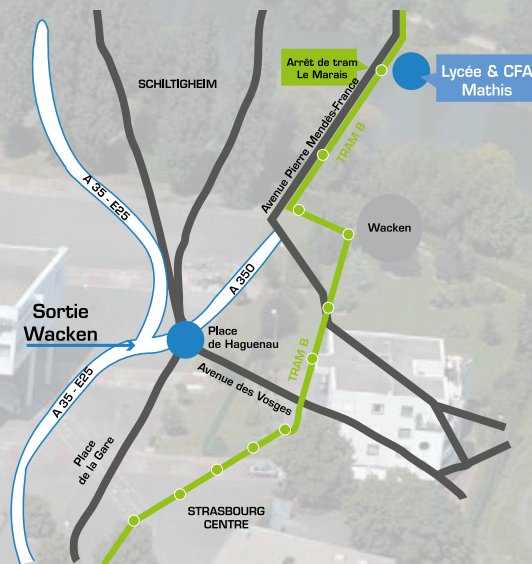 Arrêt de tram
Le Marais
Lycée & CFA
Mathis
SCHILTIGHEIM
Avenue Pierre Mendès-France
TRAM B
A 35 - E25
Wacken
A 350
Sortie
Wacken
Place
de Haguenau
TRAM B
A 35 - E25
Avenue des Vosges
Place
de la Gare
STRASBOURG
CENTRE